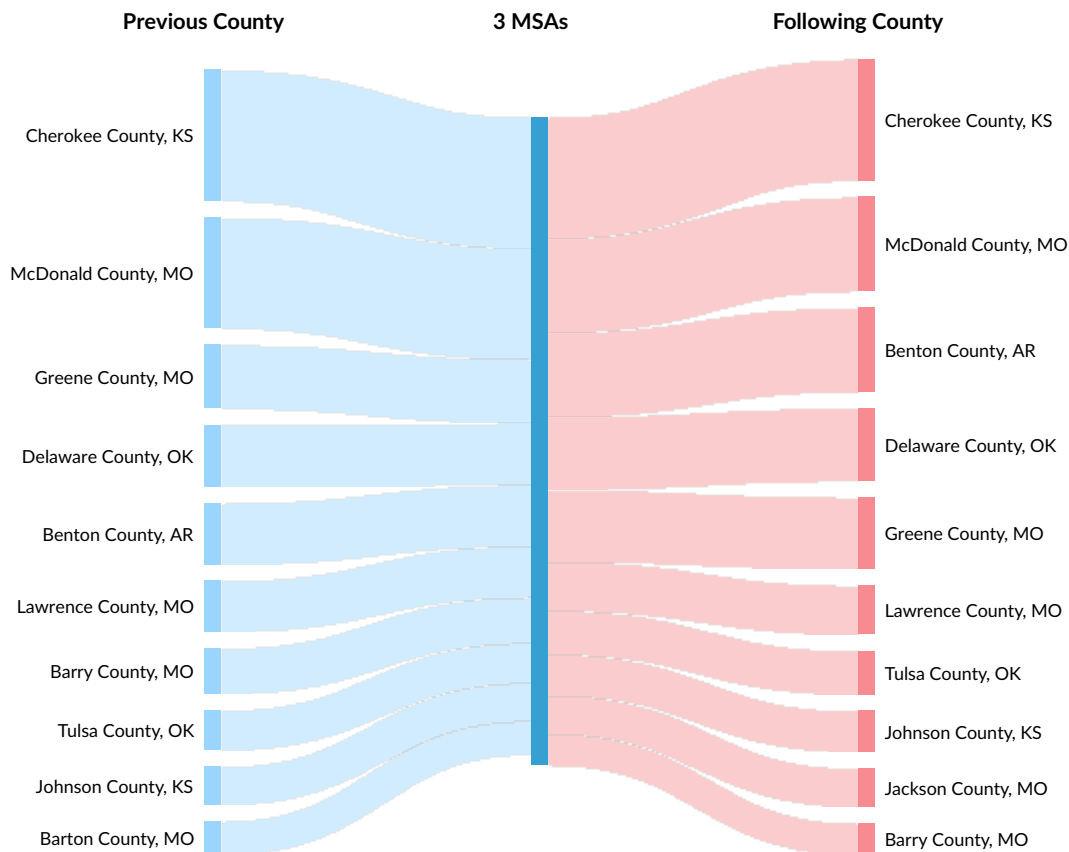 Previous County
3 MSAs
Following County
Cherokee County, KS
McDonald County, MO
Greene County, MO
Delaware County, OK
Benton County, AR
Lawrence County, MO
Barry County, MO
Tulsa County, OK
Johnson County, KS
Barton County, MO
Cherokee County, KS
McDonald County, MO
Benton County, AR
Delaware County, OK
Greene County, MO
Lawrence County, MO
Tulsa County, OK
Johnson County, KS
Jackson County, MO
Barry County, MO